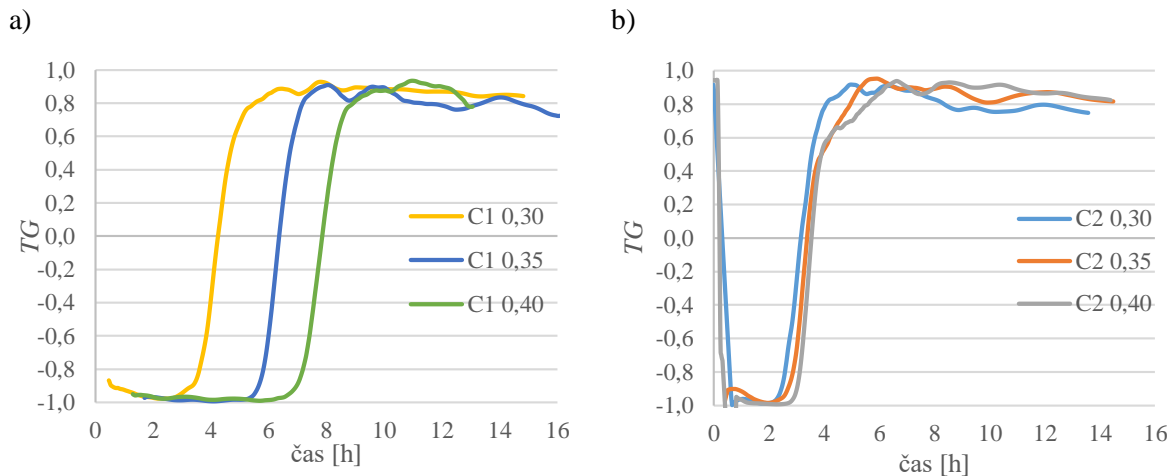 a)
1,0
0,8
0,6
0,4
0,2
0,0
-0,2
-0,4
-0,6
-0,8
-1,0
TG
C1 0,30
C1 0,35
C1 0,40
0 2 4 6 8 10 12 14 16
čas [h]
b)
1,0
0,8
0,6
0,4
0,2
0,0
-0,2
-0,4
-0,6
-0,8
-1,0
TG
C2 0,30
C2 0,35
C2 0,40
0 2 4 6 8 10 12 14 16
čas [h]